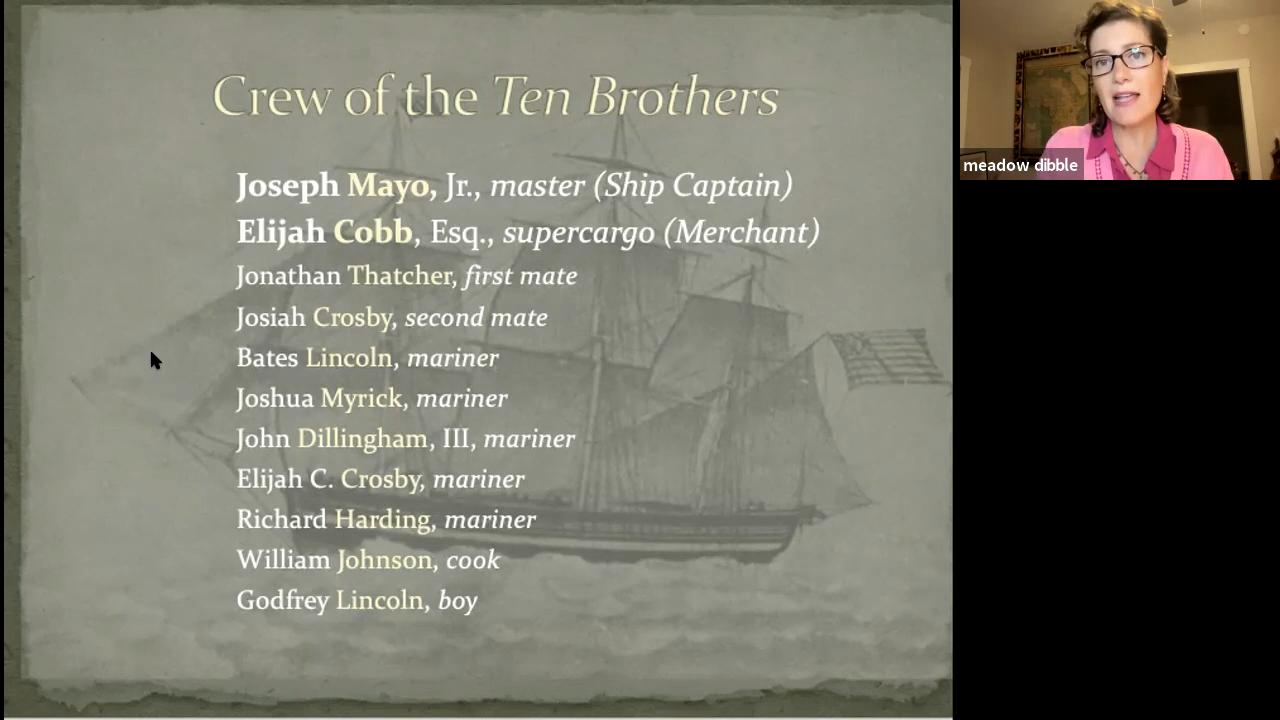 Crew of the Ten Brothers
Joseph Mayo, Jr., master (Ship Captain)
Elijah Cobb, Esq., supercargo (Merchant)
Jonathan Thatcher, first mate
Josiah Crosby, second mate
Bates Lincoln, mariner
Joshua Myrick, mariner
John Dillingham, III, mariner
Elijah C. Crosby, mariner
Richard Harding, mariner
William Johnson, cook
Godfrey Lincoln, boy
meadow dibble